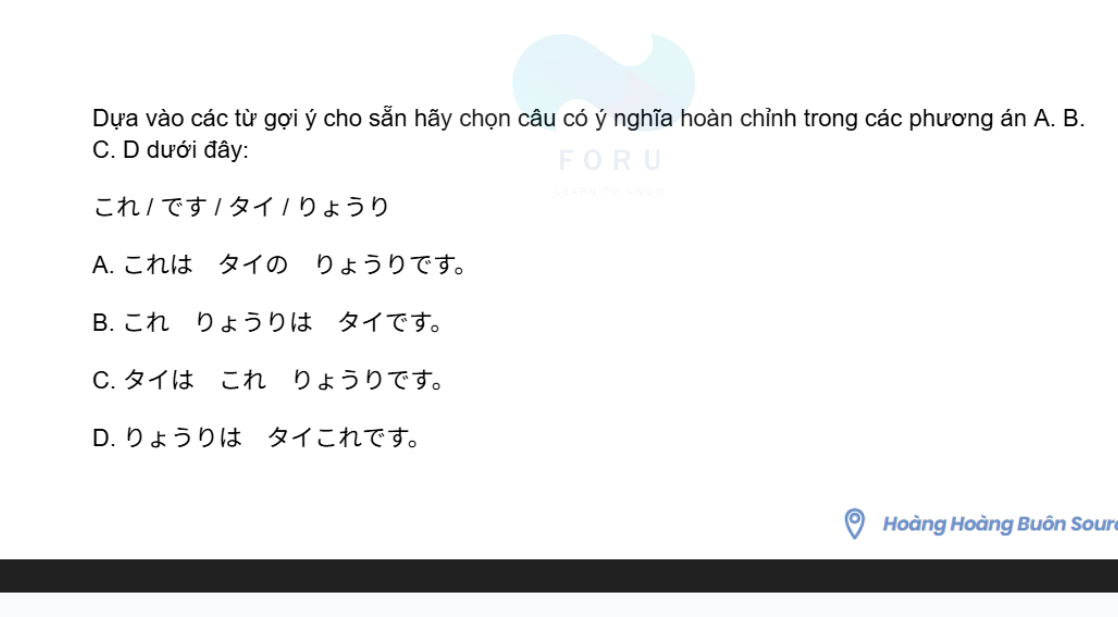 Dựa vào các từ gợi ý cho sẵn hãy chọn câu có ý nghĩa hoàn chỉnh trong các phương án A. B.
C. D dưới đây:
FORU
LEARN TO KNOW
これ / です / タイ / りょうり
A. これは　タイの　りょうりです。
B. これ　りょうりは　タイです。
C. タイは　これ　りょうりです。
D. りょうりは　タイこれです。
Hoàng Hoàng Buôn Sour